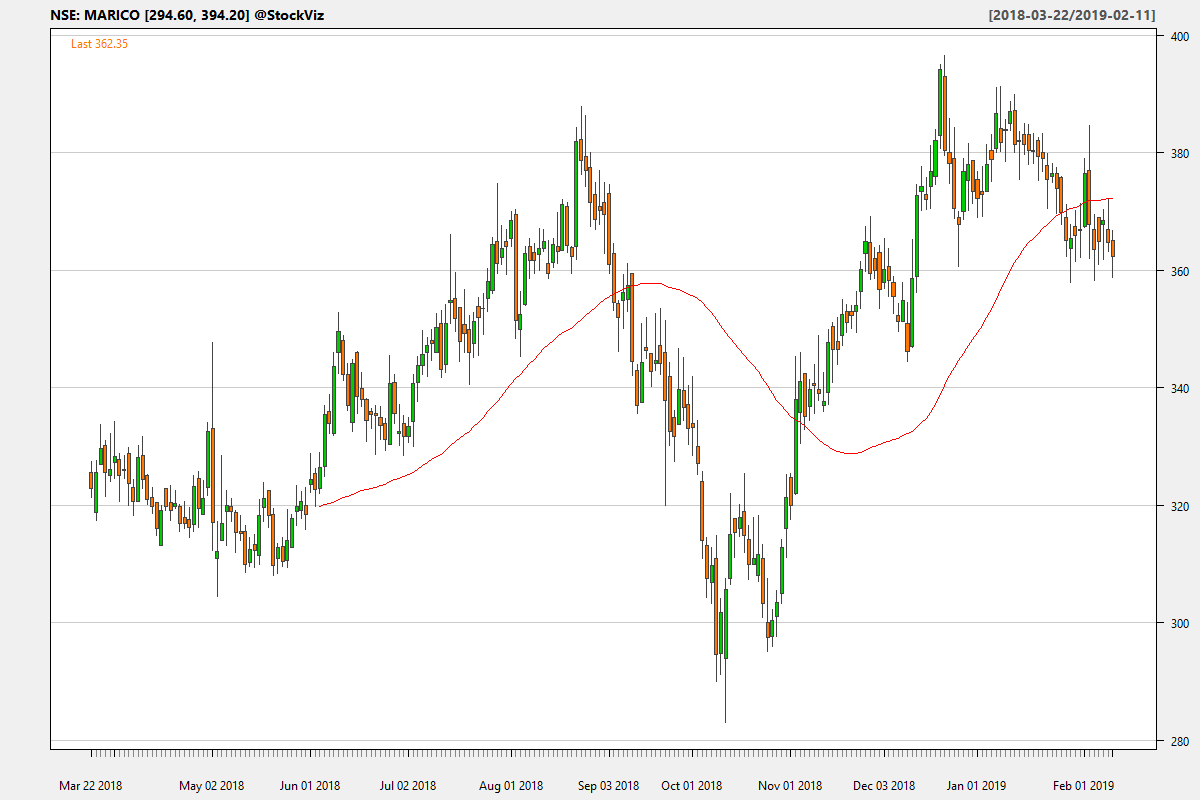 NSE: MARICO [294.60, 394.20] @StockViz
[2018-03-22/2019-02-11]
Last 362.35
400
380
360
340
320
300
280
Mar 22 2018 May 02 2018 Jun 01 2018 Jul 02 2018 Aug 01 2018 Sep 03 2018 Oct 01 2018 Nov 01 2018 Dec 03 2018 Jan 01 2019 Feb 01 2019